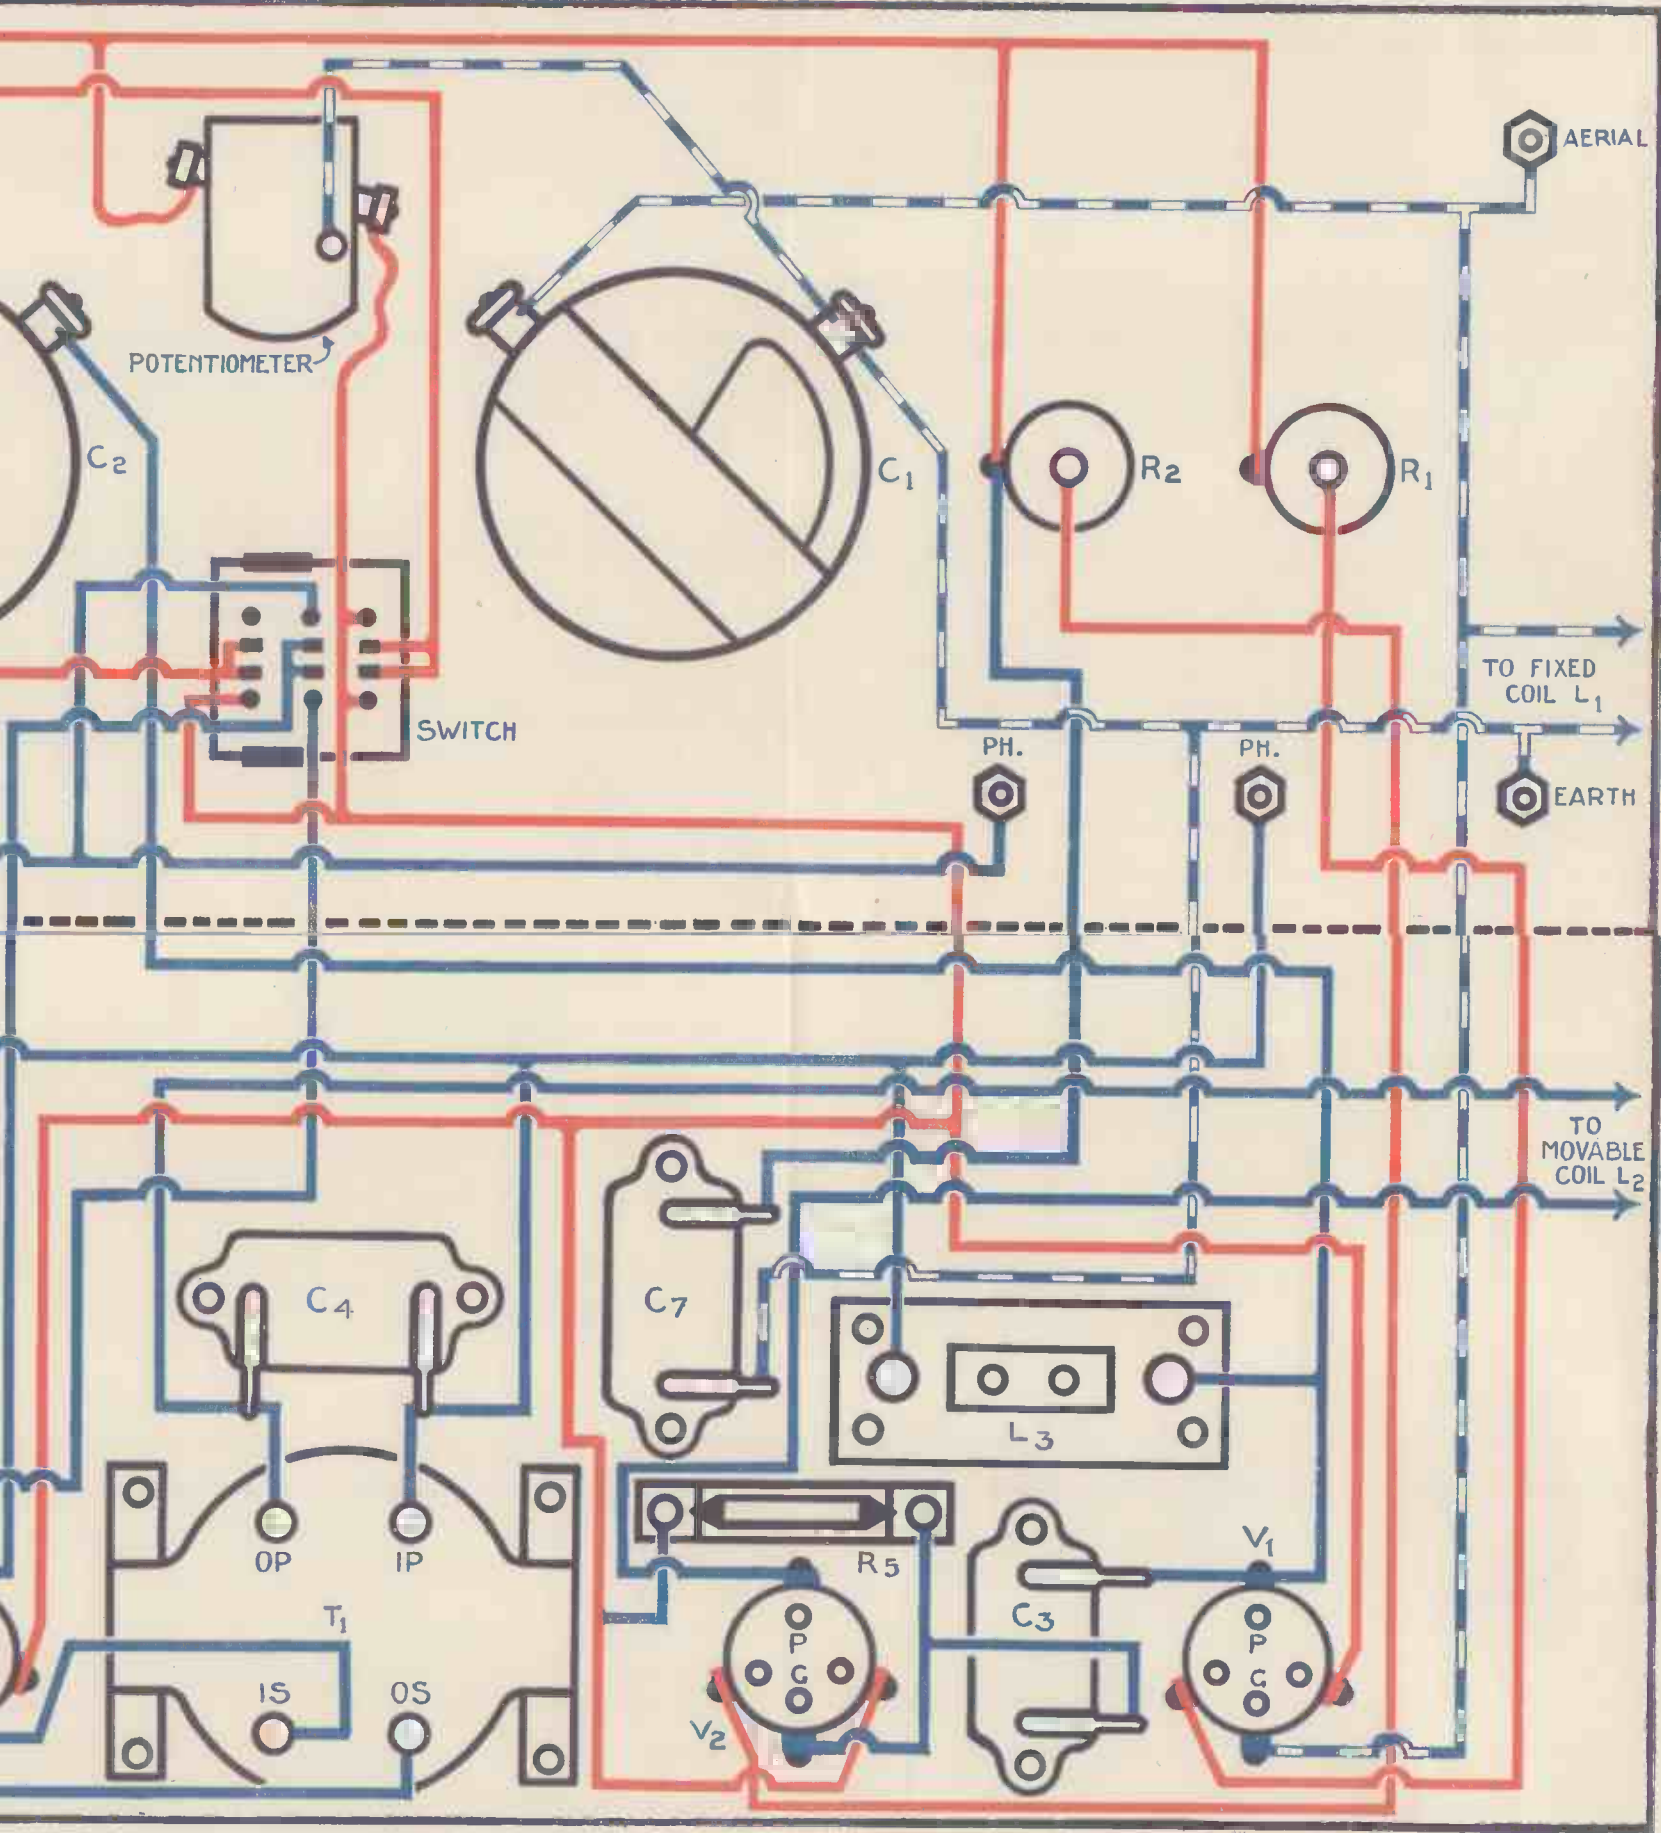 AERIAL
POTENTIOMETER
C2
C1
R2
R1
TO FIXED
COIL L1
SWITCH
PH.
PH.
EARTH
TO
MOVABLE
COIL L2
C4
C7
L3
OP
IP
R5
V1
T1
C3
P
G
P
G
IS
OS
V2